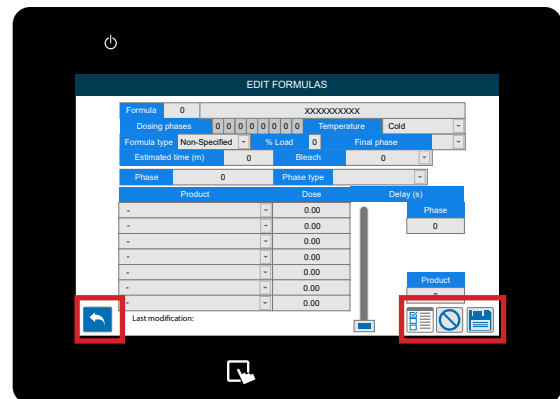 EDIT FORMULAS
Formula 0 XXXXXXXXXX
Dosing phases 0 0 0 0 0 0 0 0 Temperature Cold
Formula type Non-Specified % Load 0 Final phase
Estimated time (m) 0 Bleach 0
Phase 0 Phase type
Product Dose Delay (s)
- 0.00 Phase
- 0.00 0
- 0.00
- 0.00
- 0.00 Product
- 0.00 0
Last modification: